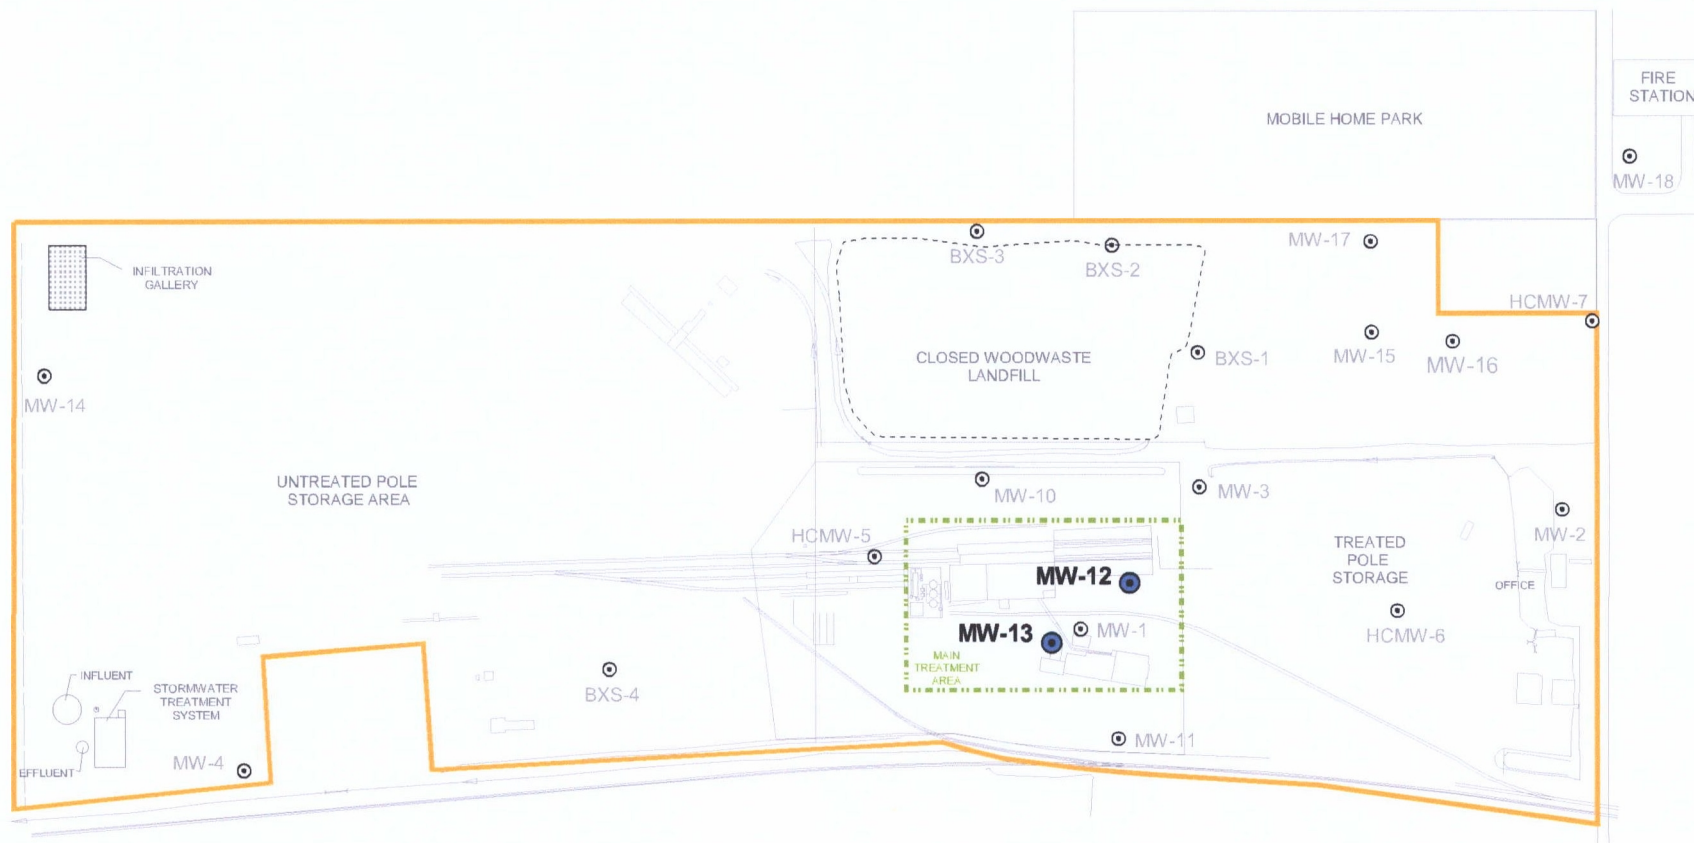 FIRE
STATION
MOBILE HOME PARK
MW-18
MW-17
BXS-3
BXS-2
INFILTRATION
GALLERY
HCMW-7
CLOSED WOODWASTE
LANDFILL
BXS-1
MW-15
MW-16
MW-14
UNTREATED POLE
STORAGE AREA
MW-10
MW-3
HCMW-5
MW-2
TREATED
POLE
STORAGE
MW-12
OFFICE
MW-13
MW-1
HCMW-6
MAIN
TREATMENT
AREA
INFLUENT
STORMWATER
TREATMENT
SYSTEM
BXS-4
MW-11
MW-4
EFFLUENT